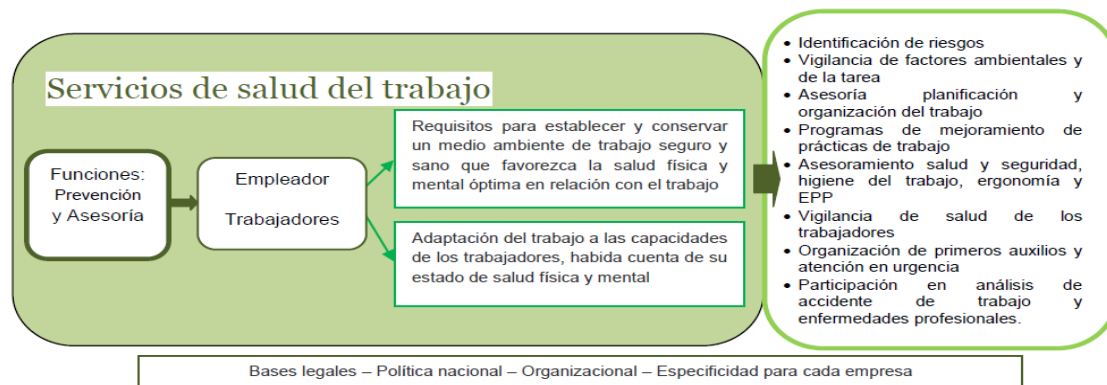 Servicios de salud del trabajo
Funciones:
Prevención
y Asesoría
Empleador
Trabajadores
Requisitos para establecer y conservar
un medio ambiente de trabajo seguro y
sano que favorezca la salud física y
mental óptima en relación con el trabajo
Adaptación del trabajo a las capacidades
de los trabajadores, habida cuenta de su
estado de salud física y mental
• Identificación de riesgos
• Vigilancia de factores ambientales y
de la tarea
• Asesoría planificación y
organización del trabajo
• Programas de mejoramiento de
prácticas de trabajo
• Asesoramiento salud y seguridad,
higiene del trabajo, ergonomía y
EPP
• Vigilancia de salud de los
trabajadores
• Organización de primeros auxilios y
atención en urgencia
• Participación en análisis de
accidente de trabajo y
enfermedades profesionales.
Bases legales – Política nacional – Organizacional – Especificidad para cada empresa